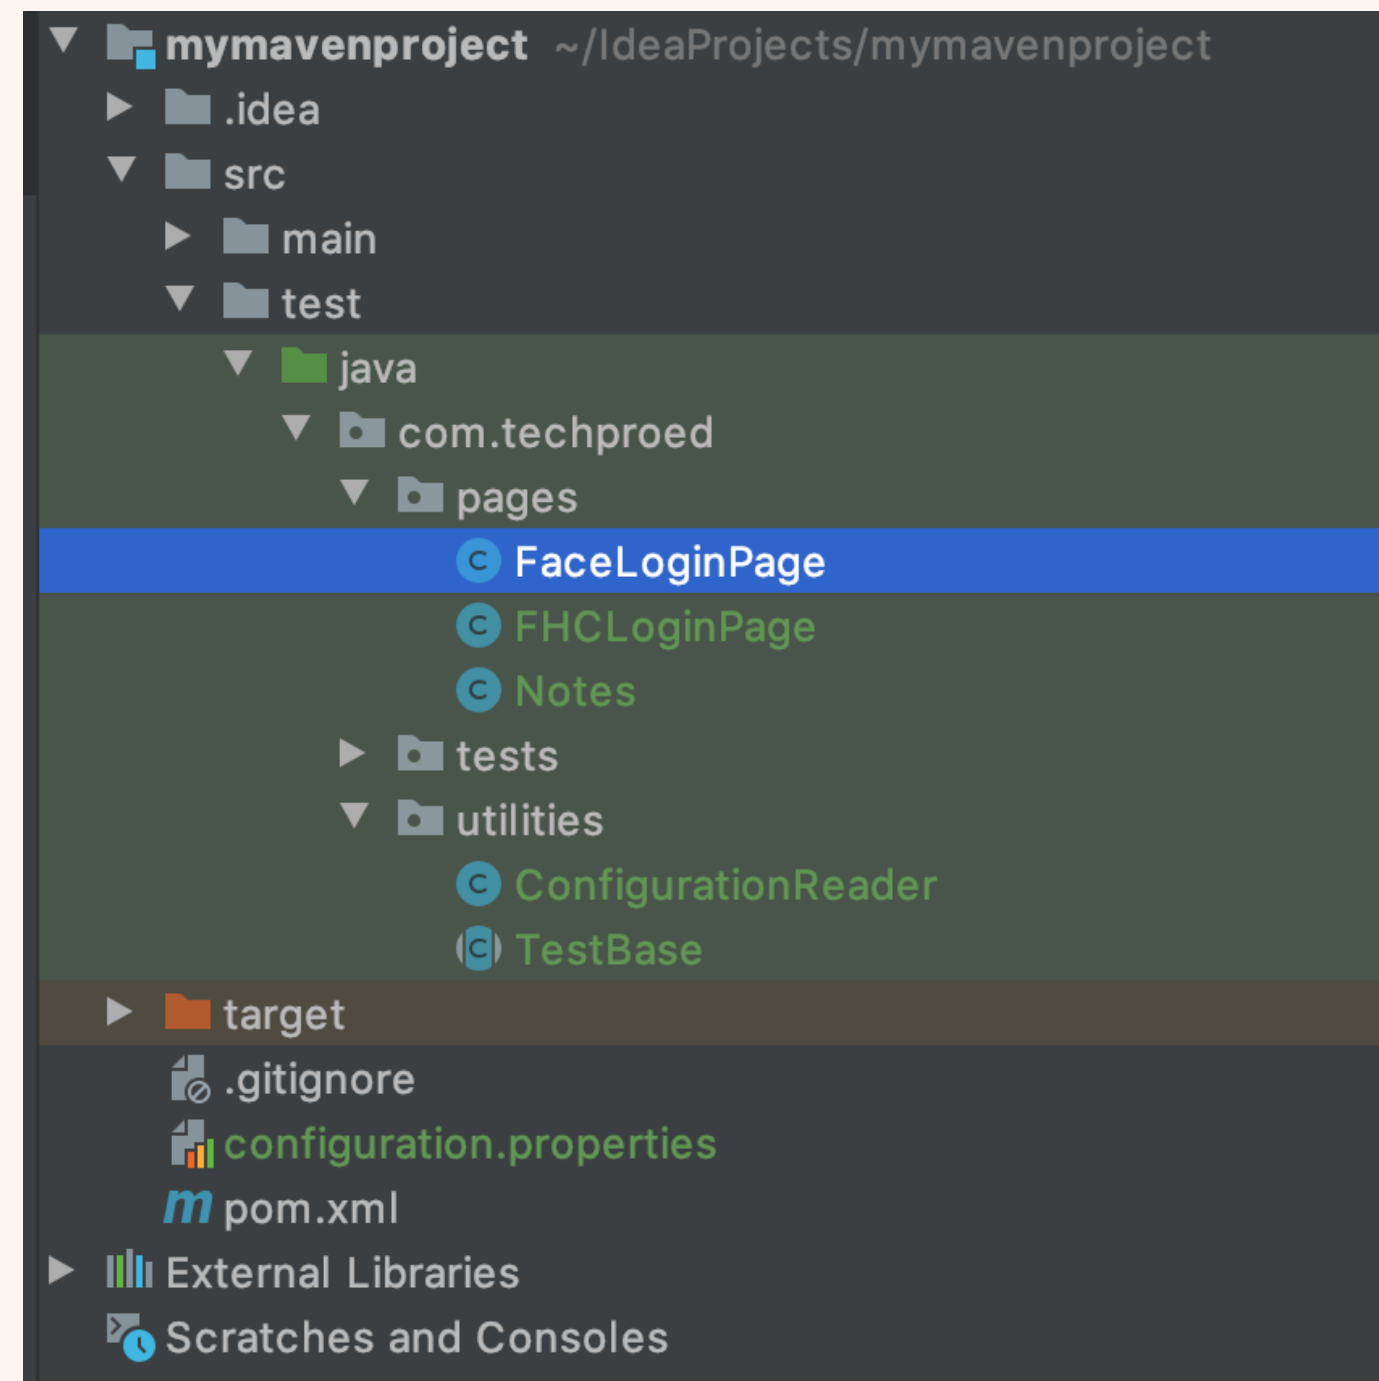 mymavenproject ~/IdeaProjects/mymavenproject
.idea
src
main
test
java
com.techproed
pages
FaceLoginPage
FHCLoginPage
Notes
tests
utilities
ConfigurationReader
TestBase
target
.gitignore
configuration.properties
pom.xml
External Libraries
Scratches and Consoles